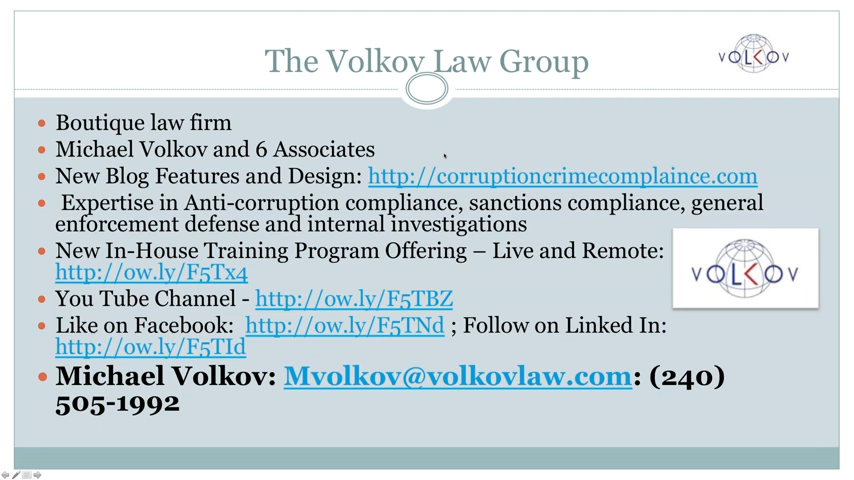 The Volkov Law Group
VOLKOV
Boutique law firm
Michael Volkov and 6 Associates
New Blog Features and Design: http://corruptioncrimecomplaince.com
Expertise in Anti-corruption compliance, sanctions compliance, general
enforcement defense and internal investigations
New In-House Training Program Offering – Live and Remote:
http://ow.ly/F5Tx4
VOLKOV
You Tube Channel - http://ow.ly/F5TBZ
Like on Facebook: http://ow.ly/F5TNd ; Follow on Linked In:
http://ow.ly/F5TId
Michael Volkov: Mvolkov@volkovlaw.com: (240)
505-1992